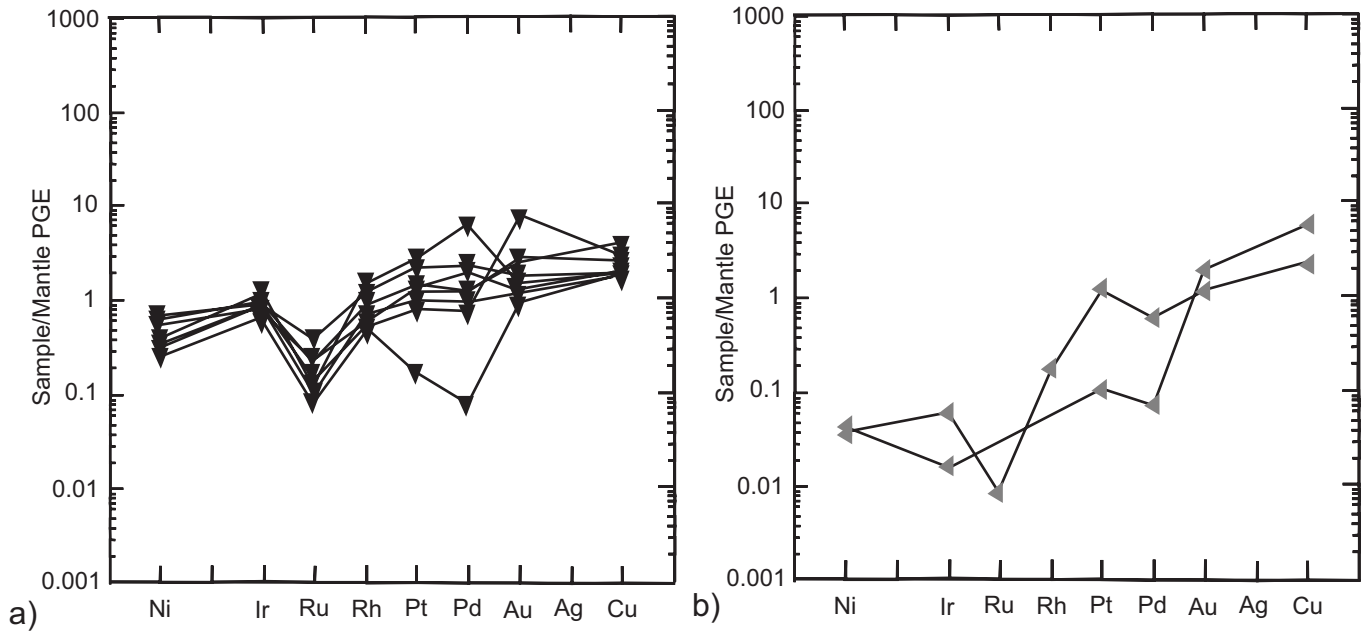 1000
100
10
1
0.1
0.01
0.001
Sample/Mantle PGE
Ni Ir Ru Rh Pt Pd Au Ag Cu
a)
1000
100
10
1
0.1
0.01
0.001
Sample/Mantle PGE
Ni Ir Ru Rh Pt Pd Au Ag Cu
b)